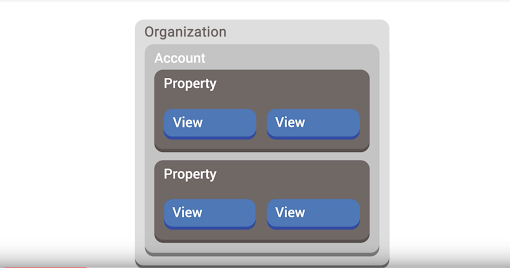 Organization
Account
Property
View View
Property
View View